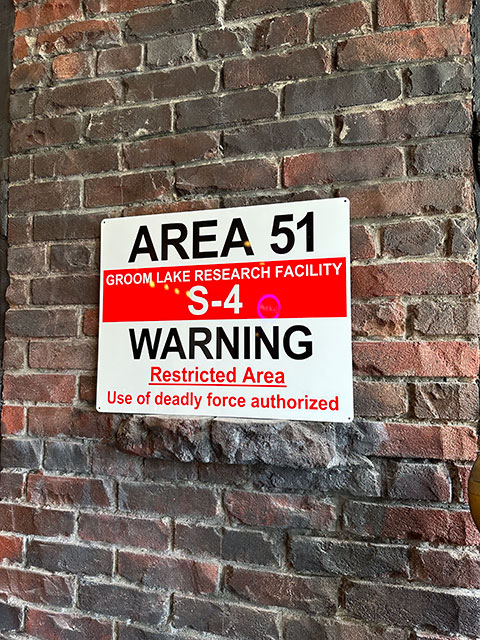 AREA 51
GROOM LAKE RESEARCH FACILITY
S-4
WARNING
Restricted Area
Use of deadly force authorized